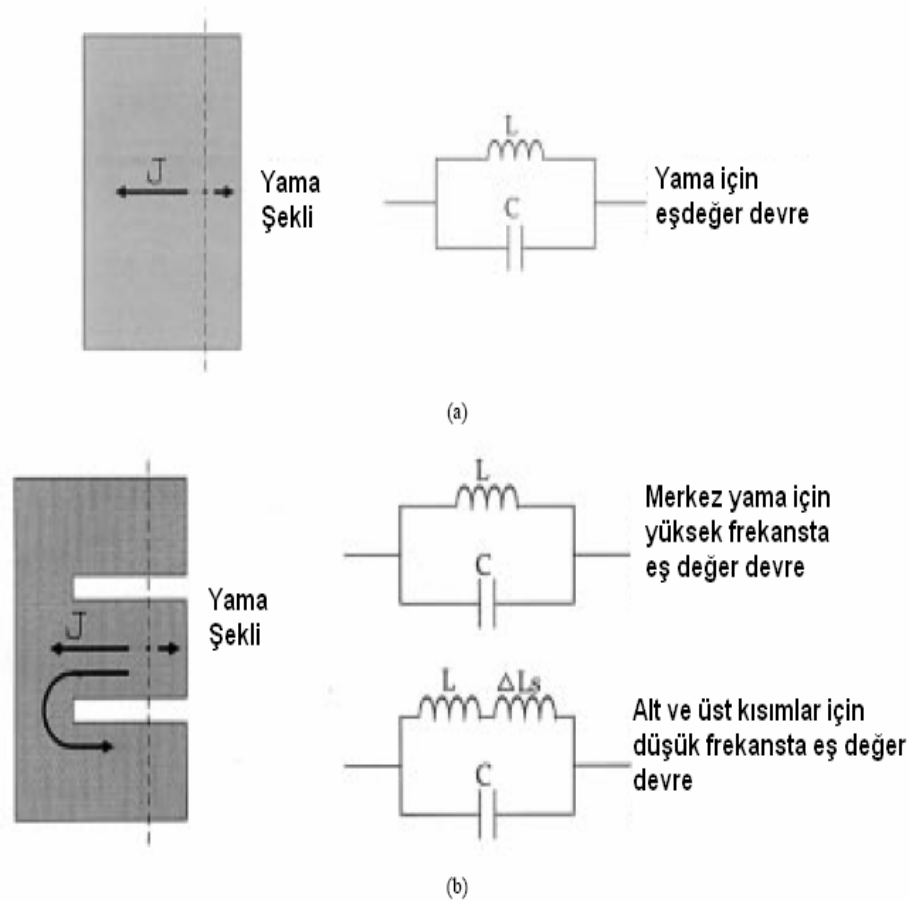 J
Yama
Şekli
L
C
Yama için
eşdeğer devre
(a)
J
Yama
Şekli
L
C
Merkez yama için
yüksek frekansta
eş değer devre
L ΔLs
C
Alt ve üst kısımlar için
düşük frekansta eş değer
devre
(b)